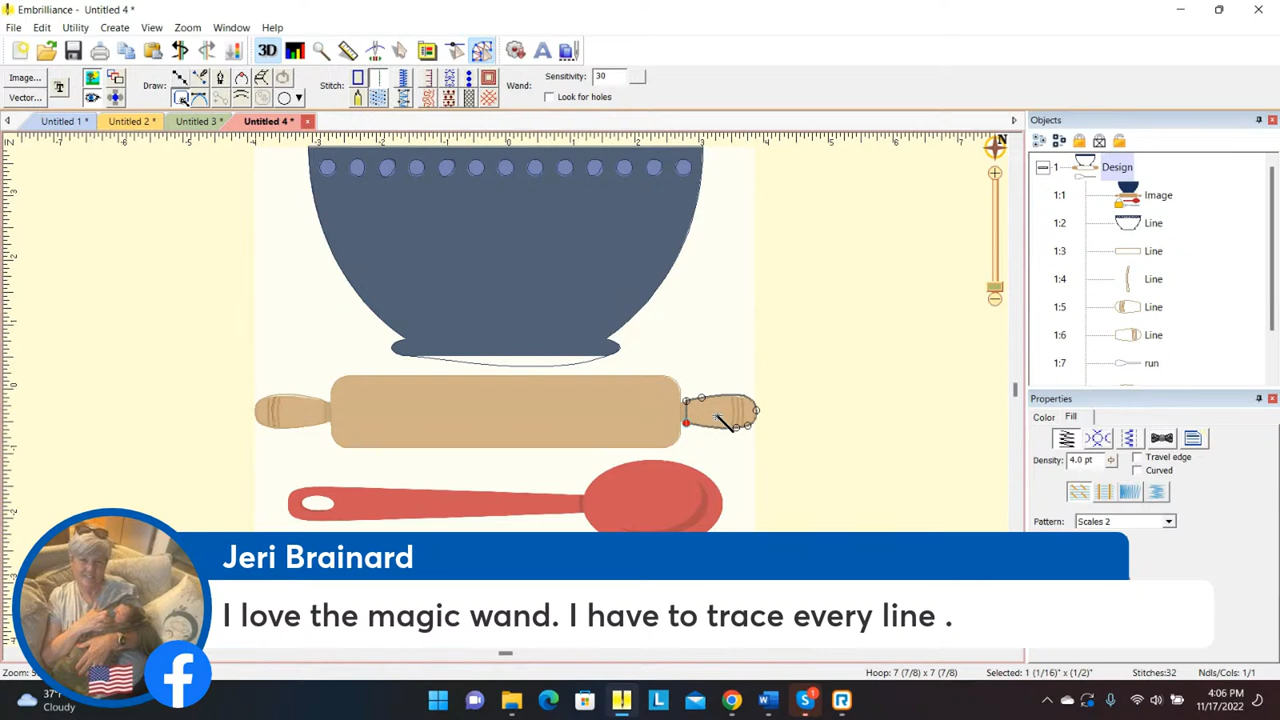 Embrilliance - Untitled 4 *
File Edit Utility Create View Zoom Window Help
3D
Image...
Vector...
Draw:
Stitch:
Wand:
Sensitivity: 30
Look for holes
Untitled 1 *
Untitled 2 *
Untitled 3 *
Untitled 4 *
IN
N
Objects
1 Design
1:1 Image
1:2 Line
1:3 Line
1:4 Line
1:5 Line
1:6 Line
1:7 run
Properties
Color Fill
Density: 4.0 pt
Travel edge
Curved
Pattern: Scales 2
Jeri Brainard
I love the magic wand. I have to trace every line .
Hoop: 7 (7/8) x 7 (7/8)
Selected: 1 (1/16)" x (1/2)"
Stitches:32
Ndls/Cols: 1/1
Cloudy
4:06 PM
11/17/2022